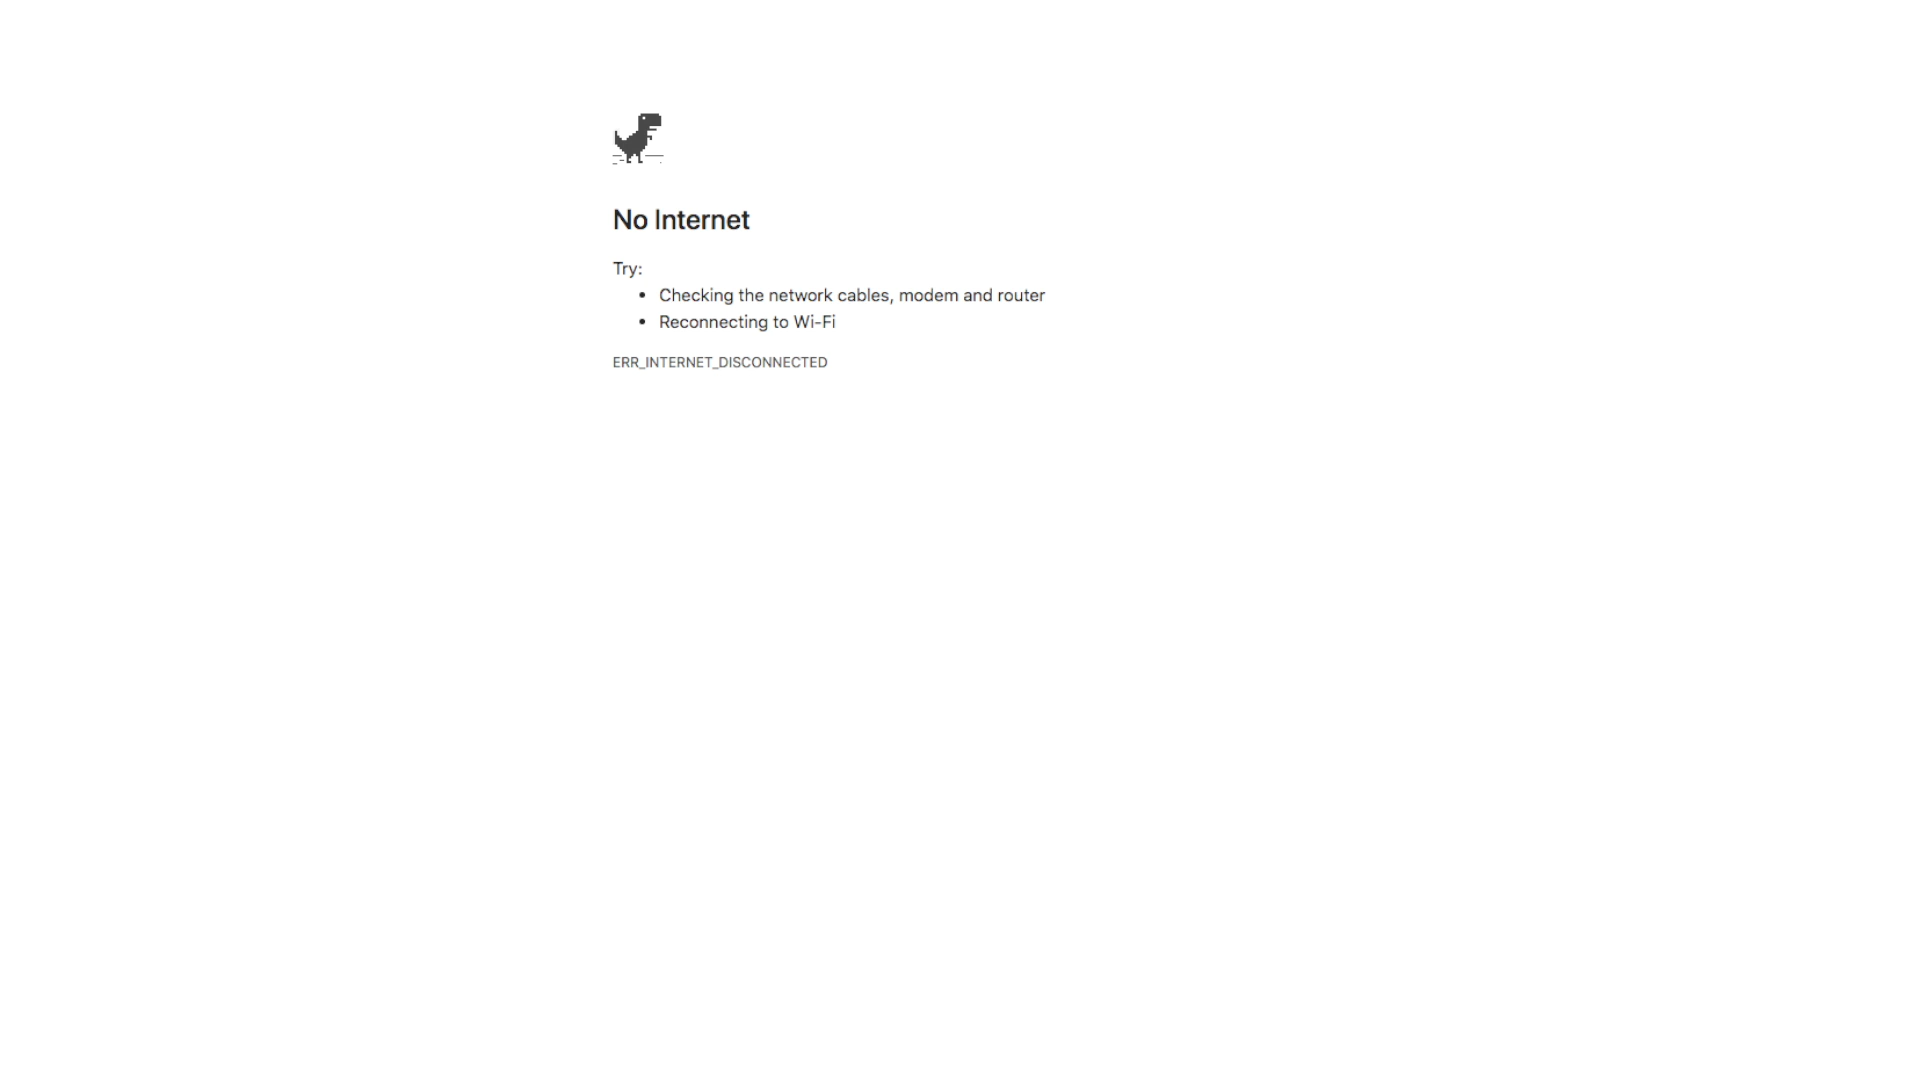 No Internet
Try:
• Checking the network cables, modem and router
• Reconnecting to Wi-Fi
ERR_INTERNET_DISCONNECTED